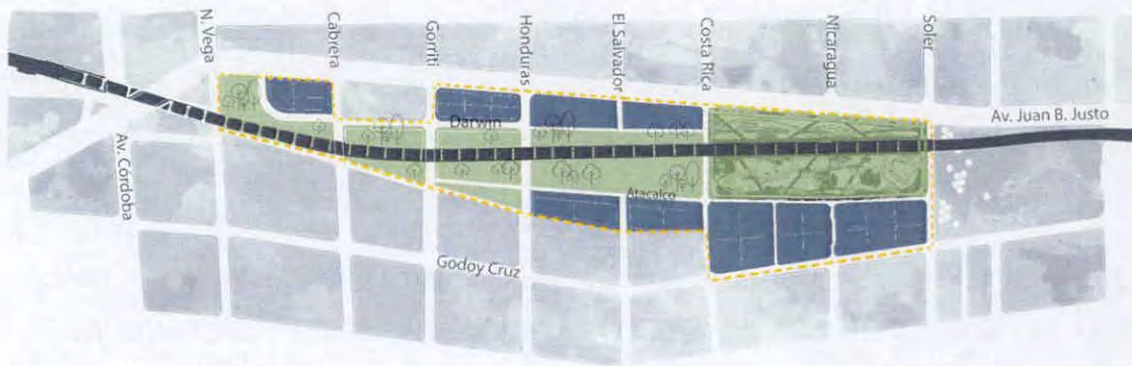 N. Vega
Cabrera
Gorriti
Honduras
El Salvador
Costa Rica
Nicaragua
Soler
Av. Juan B. Justo
Darwin
Av. Córdoba
Atacalco
Godoy Cruz